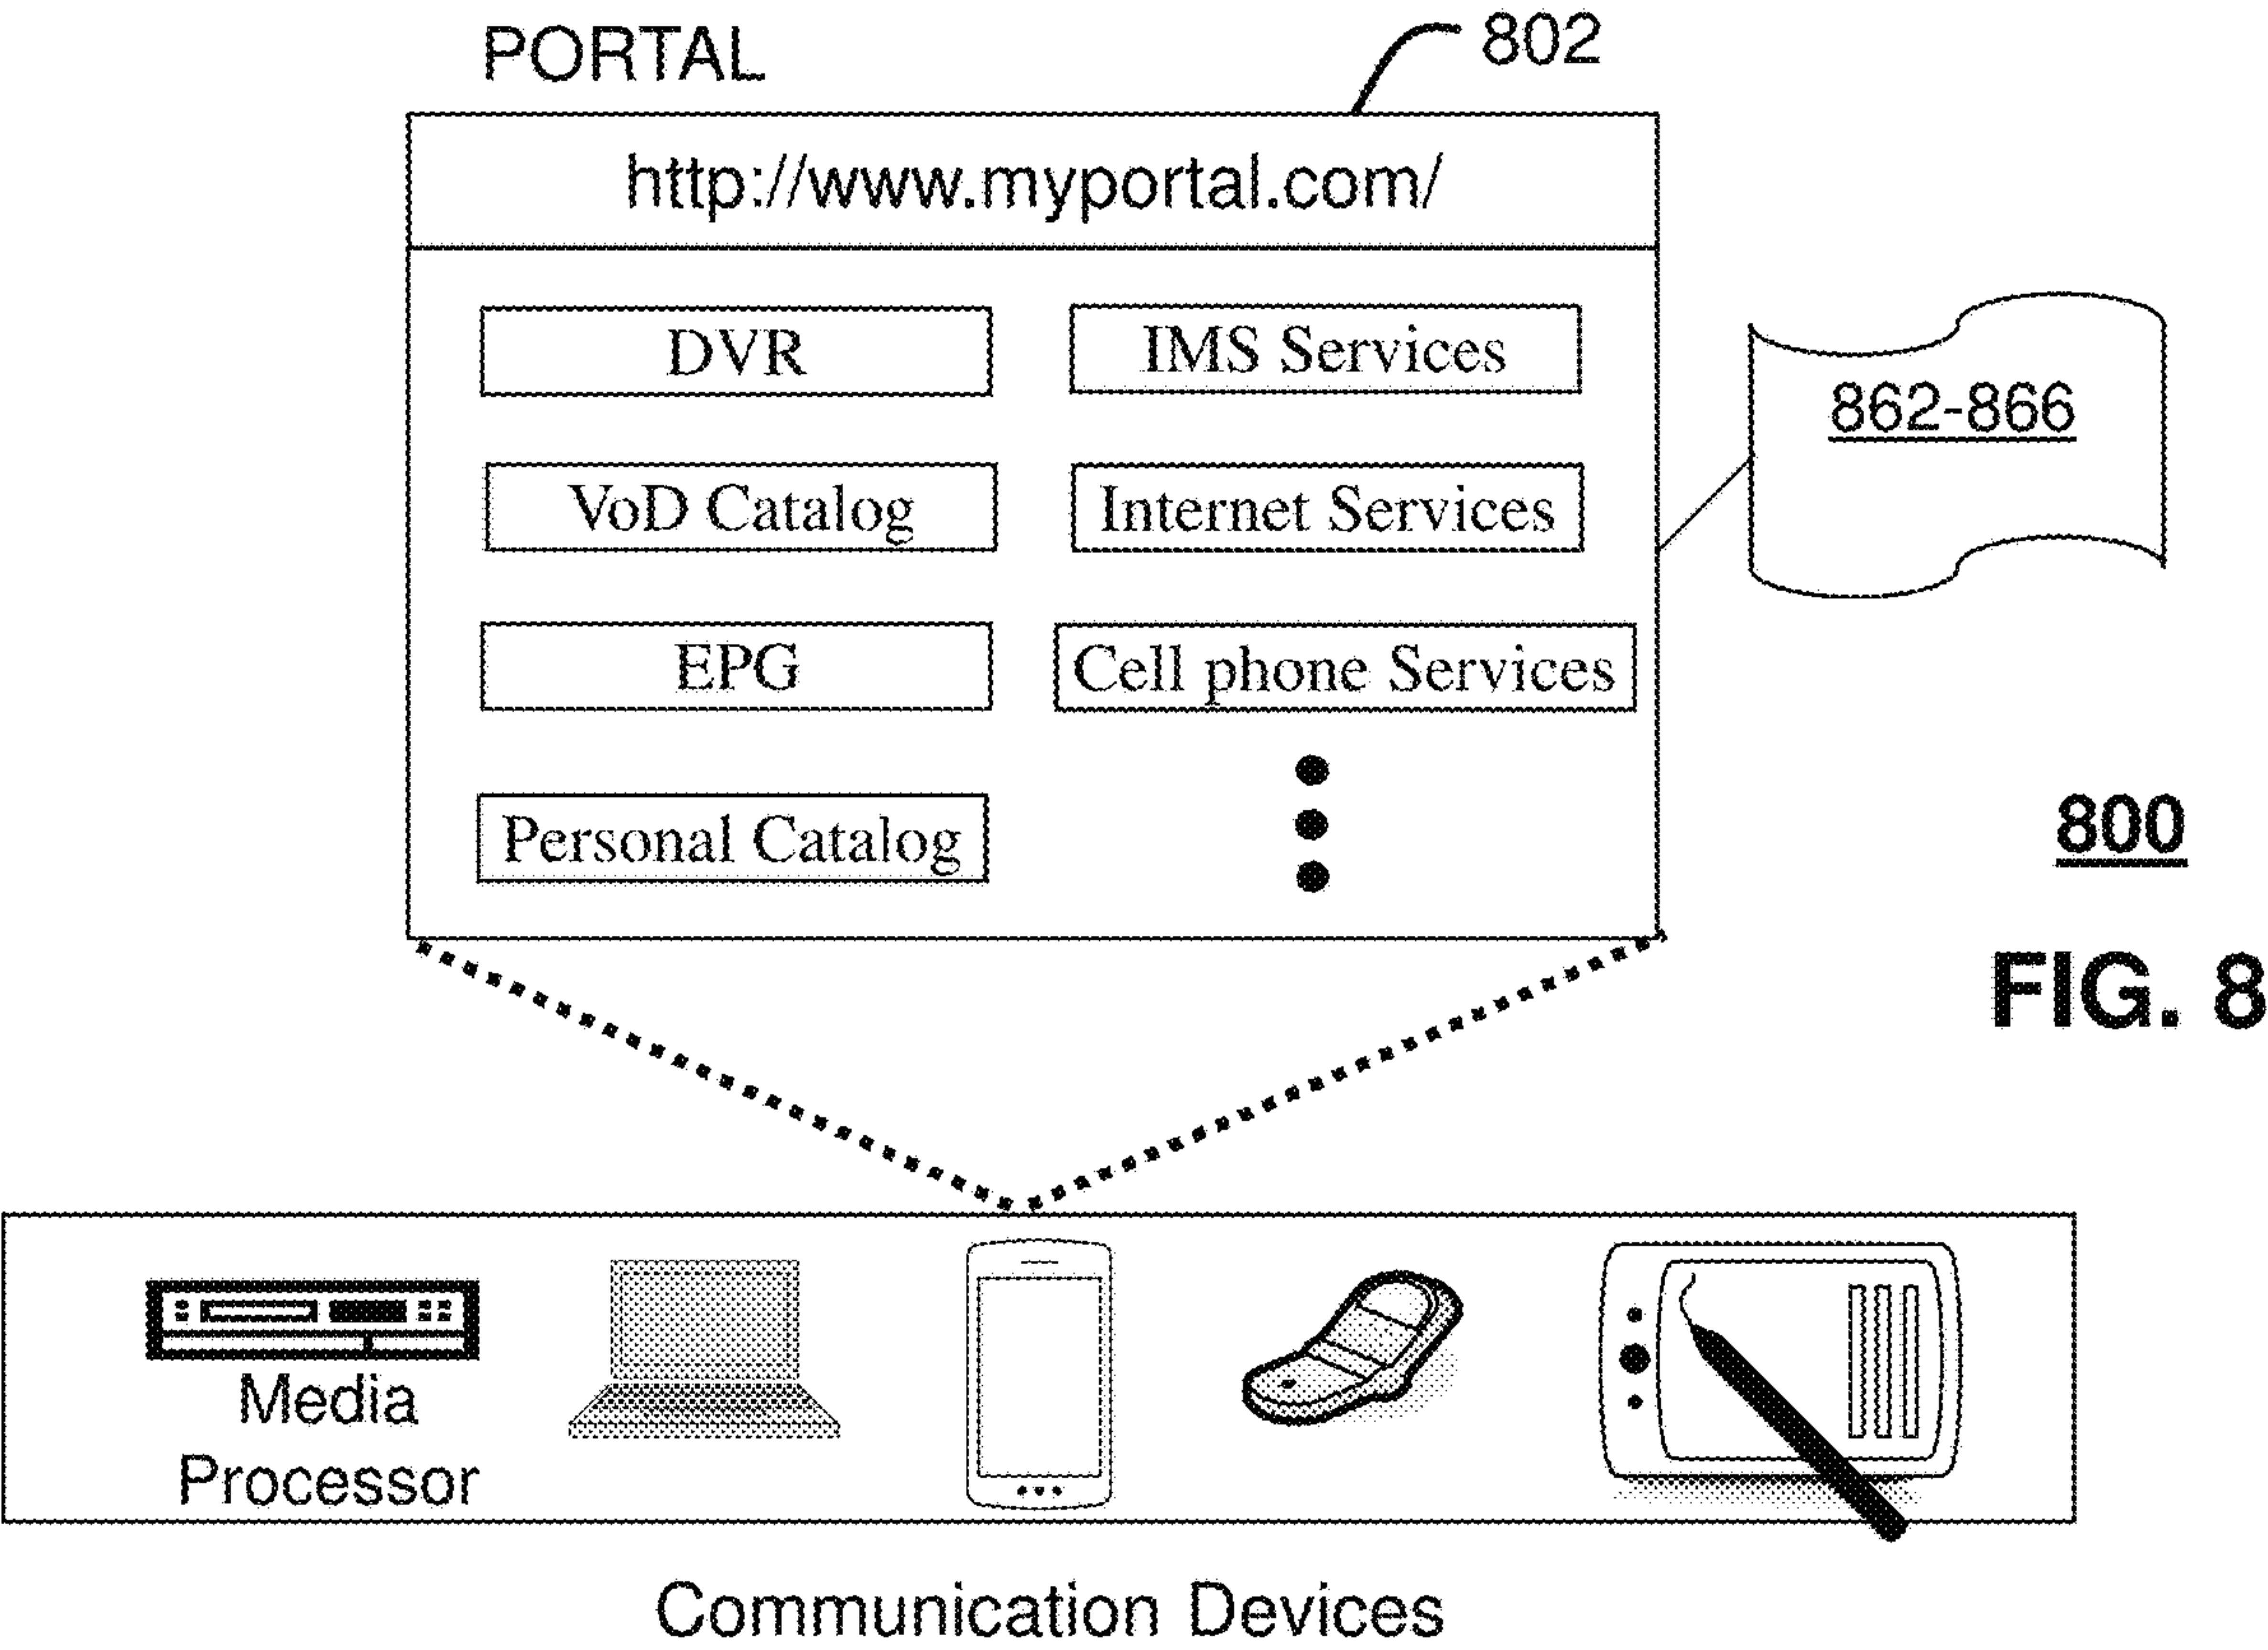 PORTAL
802
http://www.myportal.com/
DVR
IMS Services
862-866
VoD Catalog
Internet Services
EPG
Cell phone Services
Personal Catalog
800
FIG. 8
Media
Processor
Communication Devices